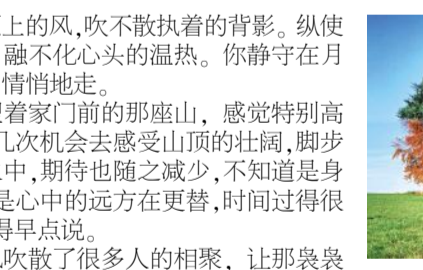 上的风,吹不散执着的背影。纵使
融不化心头的温热。你静守在月
情悄地走。
着家门前的那座山，感觉特别高
几次机会去感受山顶的壮阔,脚步
中,期待也随之减少,不知道是身
是心中的远方在更替,时间过得很
得早点说。
吹散了很多人的相聚，让那袅袅